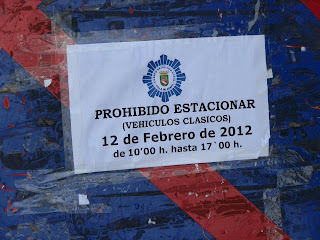 PROHIBIDO ESTACIONAR
(VEHICULOS CLASICOS)
12 de Febrero de 2012
de 10'00 h. hasta 17`00 h.